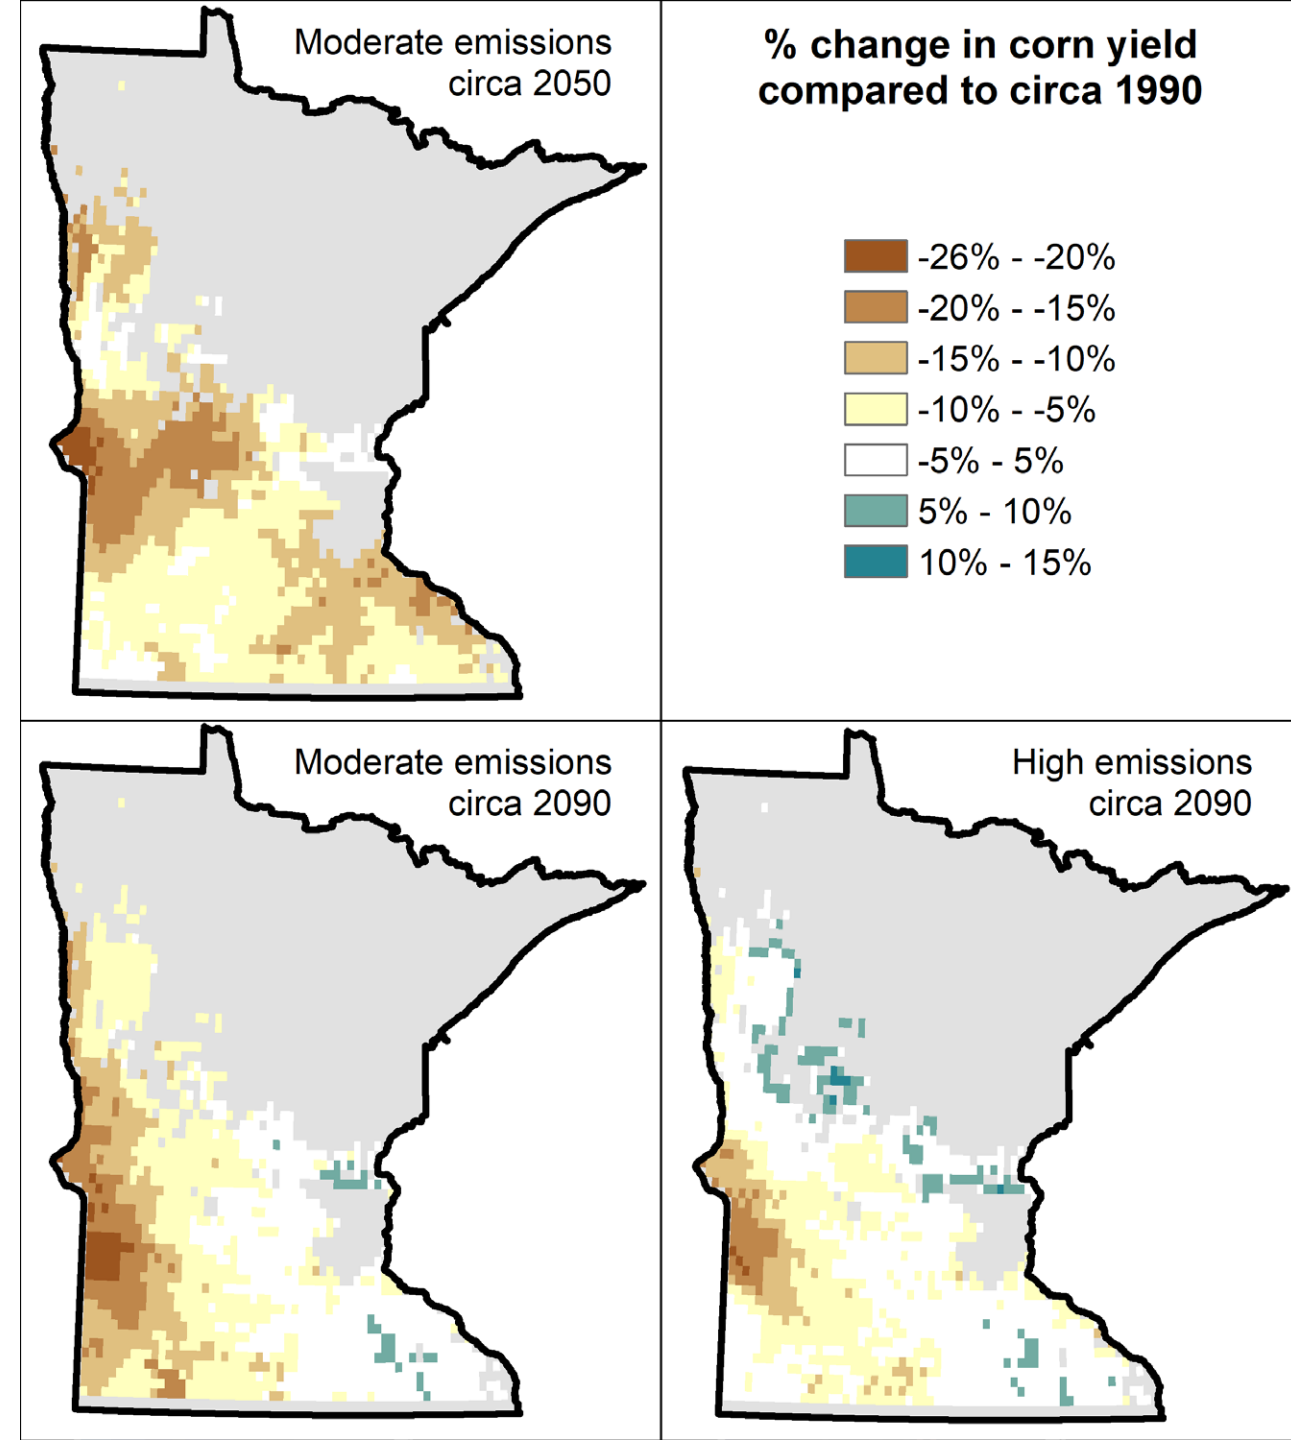 Moderate emissions
circa 2050
% change in corn yield
compared to circa 1990
-26% - -20%
-20% - -15%
-15% - -10%
-10% - -5%
-5% - 5%
5% - 10%
10% - 15%
Moderate emissions
circa 2090
High emissions
circa 2090